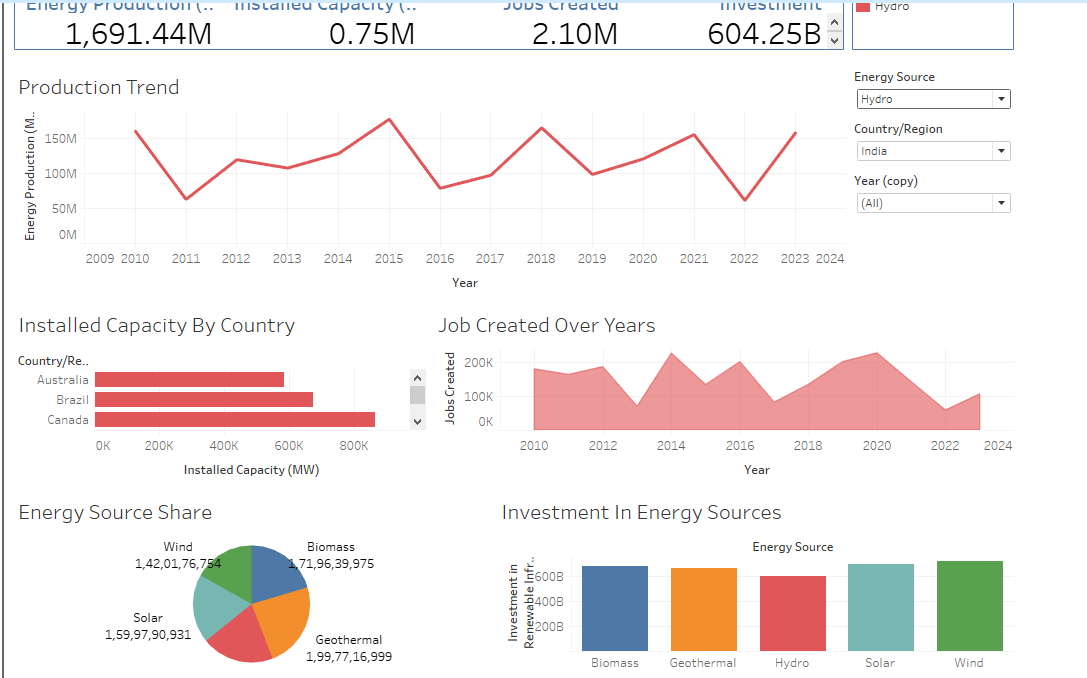 Energy Production (.. Installed Capacity (.. Jobs Created Investment
1,691.44M 0.75M 2.10M 604.25B
Hydro
Production Trend
Energy Source
Hydro
Country/Region
India
Year (copy)
(All)
Energy Production (M..
150M
100M
50M
0M
2009 2010 2011 2012 2013 2014 2015 2016 2017 2018 2019 2020 2021 2022 2023 2024
Year
Installed Capacity By Country
Country/Re..
Australia
Brazil
Canada
0K 200K 400K 600K 800K
Installed Capacity (MW)
Job Created Over Years
Jobs Created
200K
100K
0K
2010 2012 2014 2016 2018 2020 2022 2024
Year
Energy Source Share
Wind
1,42,01,76,754
Biomass
1,71,96,39,975
Solar
1,59,97,90,931
Geothermal
1,99,77,16,999
Investment In Energy Sources
Energy Source
Investment in
Renewable Infr..
600B
400B
200B
Biomass Geothermal Hydro Solar Wind